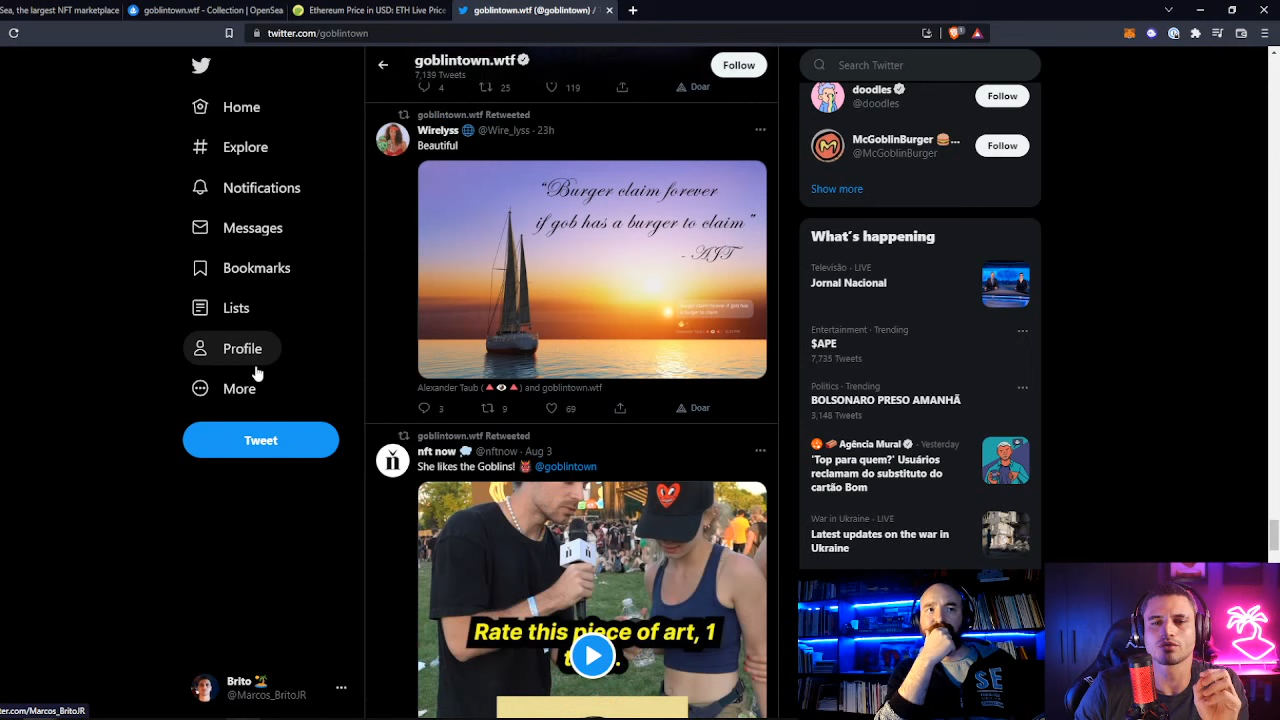 Sea, the largest NFT marketplace
goblintown.wtf - Collection | OpenSea
Ethereum Price in USD: ETH Live Price
goblintown.wtf (@goblintown) /
twitter.com/goblintown
Home
Explore
Notifications
Messages
Bookmarks
Lists
Profile
More
Tweet
Brito 🏝️
@Marcos_BritoJR
ter.com/Marcos_BritoJR
goblintown.wtf
7,139 Tweets
Follow
4 25 119 Doar
goblintown.wtf Retweeted
Wirelyss 🌐 @Wire_lyss · 23h
Beautiful
"Burger claim forever
if gob has a burger to claim"
- AJT
Alexander Taub (🔺👁️🔺) and goblintown.wtf
3 9 69 Doar
goblintown.wtf Retweeted
nft now 💭 @nftnow · Aug 3
She likes the Goblins! 👹 @goblintown
ň
Rate this piece of art, 1
Search Twitter
doodles
@doodles
Follow
McGoblinBurger 🍔...
@McGoblinBurger
Follow
Show more
What's happening
Televisão · LIVE
Jornal Nacional
Entertainment · Trending
$APE
7,735 Tweets
Politics · Trending
BOLSONARO PRESO AMANHÃ
3,148 Tweets
Agência Mural · Yesterday
'Top para quem?' Usuários
reclamam do substituto do
cartão Bom
War in Ukraine · LIVE
Latest updates on the war in
Ukraine
SE